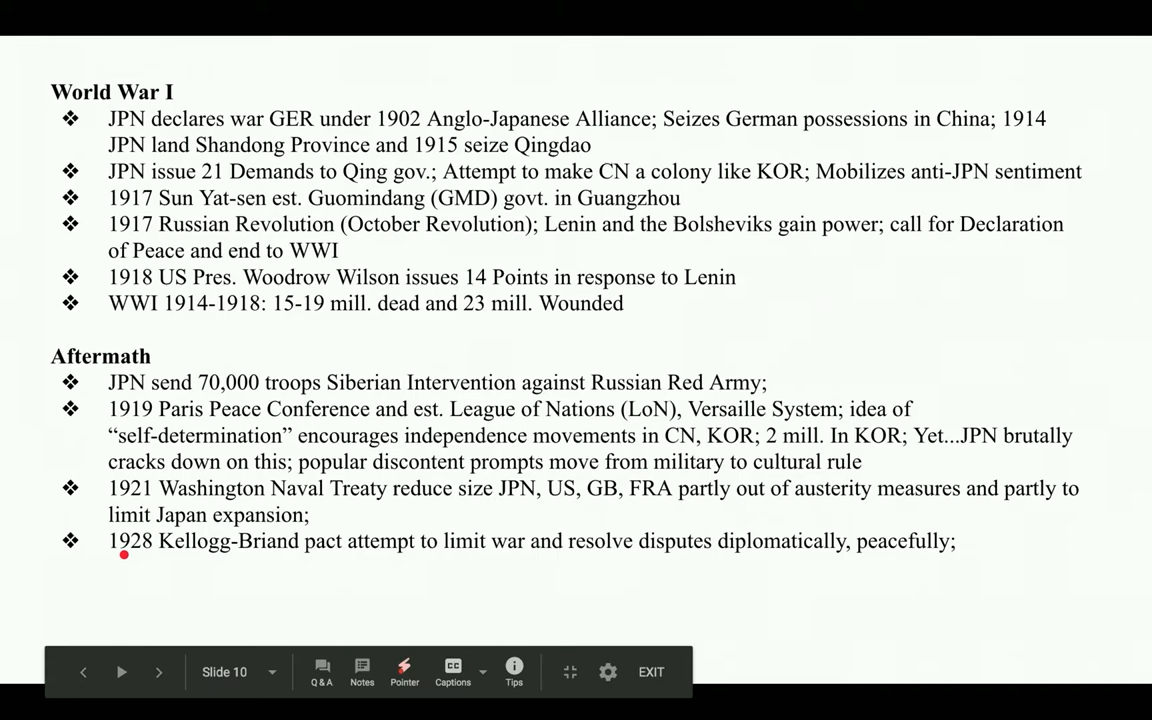 World War I
❖ JPN declares war GER under 1902 Anglo-Japanese Alliance; Seizes German possessions in China; 1914
JPN land Shandong Province and 1915 seize Qingdao
❖ JPN issue 21 Demands to Qing gov.; Attempt to make CN a colony like KOR; Mobilizes anti-JPN sentiment
❖ 1917 Sun Yat-sen est. Guomindang (GMD) govt. in Guangzhou
❖ 1917 Russian Revolution (October Revolution); Lenin and the Bolsheviks gain power; call for Declaration
of Peace and end to WWI
❖ 1918 US Pres. Woodrow Wilson issues 14 Points in response to Lenin
❖ WWI 1914-1918: 15-19 mill. dead and 23 mill. Wounded
Aftermath
❖ JPN send 70,000 troops Siberian Intervention against Russian Red Army;
❖ 1919 Paris Peace Conference and est. League of Nations (LoN), Versaille System; idea of
“self-determination” encourages independence movements in CN, KOR; 2 mill. In KOR; Yet...JPN brutally
cracks down on this; popular discontent prompts move from military to cultural rule
❖ 1921 Washington Naval Treaty reduce size JPN, US, GB, FRA partly out of austerity measures and partly to
limit Japan expansion;
❖ 1928 Kellogg-Briand pact attempt to limit war and resolve disputes diplomatically, peacefully;
Slide 10
Q & A Notes Pointer CC Captions Tips EXIT